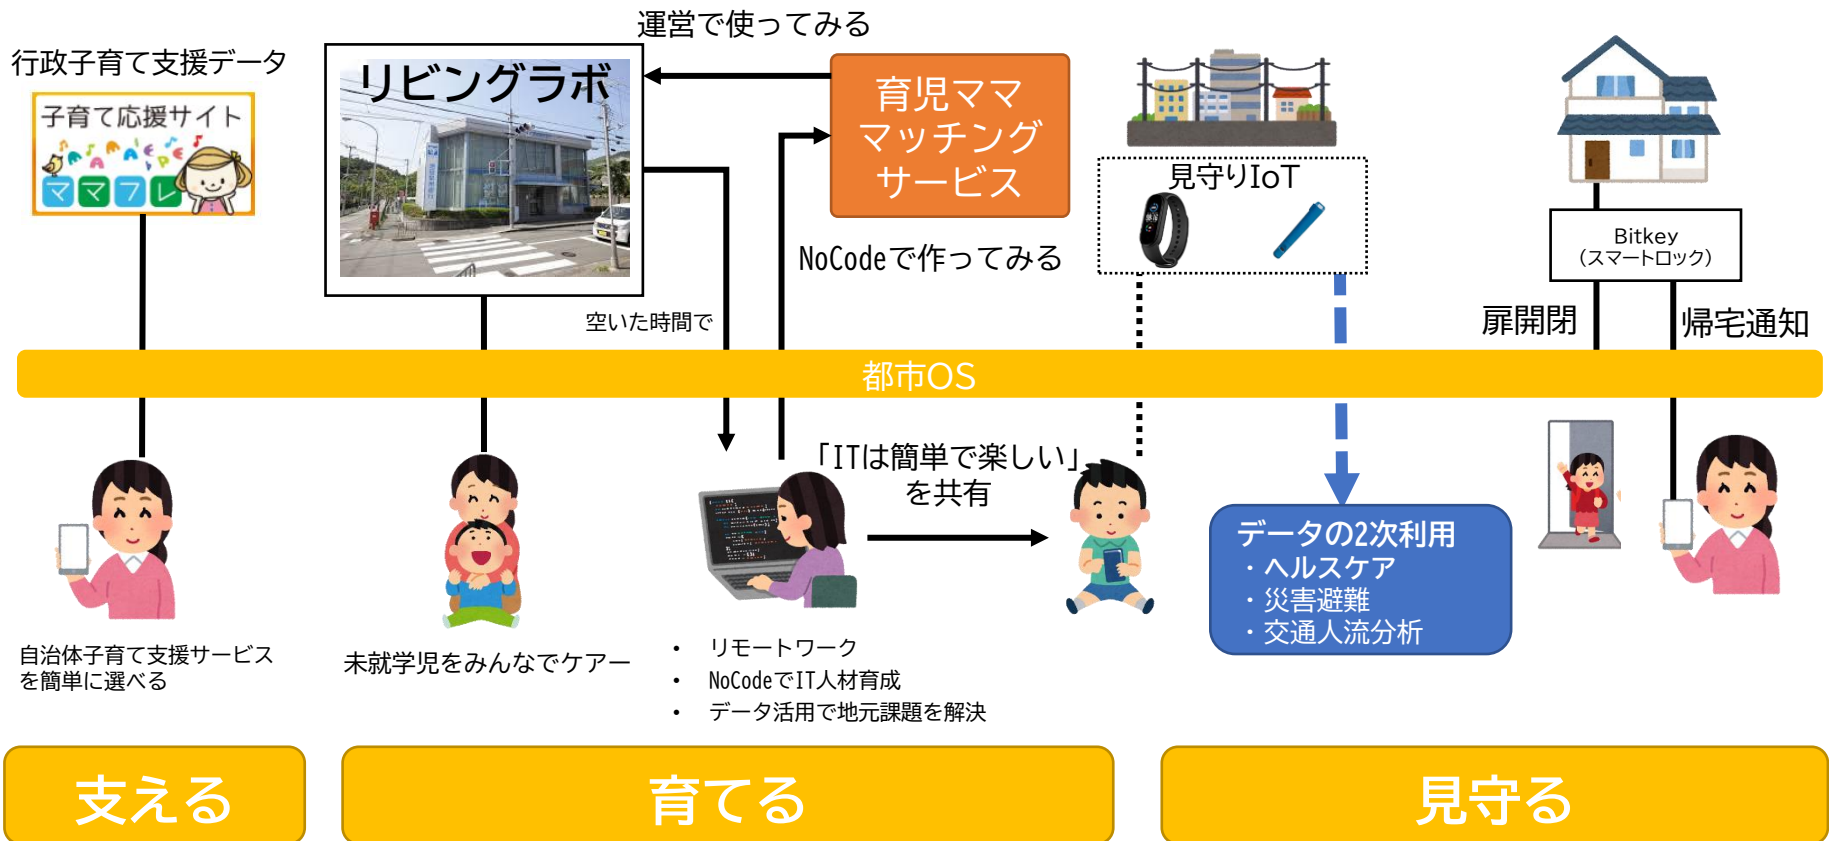 運営で使ってみる
行政子育て支援データ
子育て応援サイト
ママフレ
リビングラボ
育児ママ
マッチング
サービス
見守りIoT
Bitkey
(スマートロック)
NoCodeで作ってみる
空いた時間で
扉開閉
帰宅通知
都市OS
「ITは簡単で楽しい」
を共有
データの2次利用
・ヘルスケア
・災害避難
・交通人流分析
自治体子育て支援サービス
を簡単に選べる
未就学児をみんなでケアー
• リモートワーク
• NoCodeでIT人材育成
• データ活用で地元課題を解決
支える
育てる
見守る